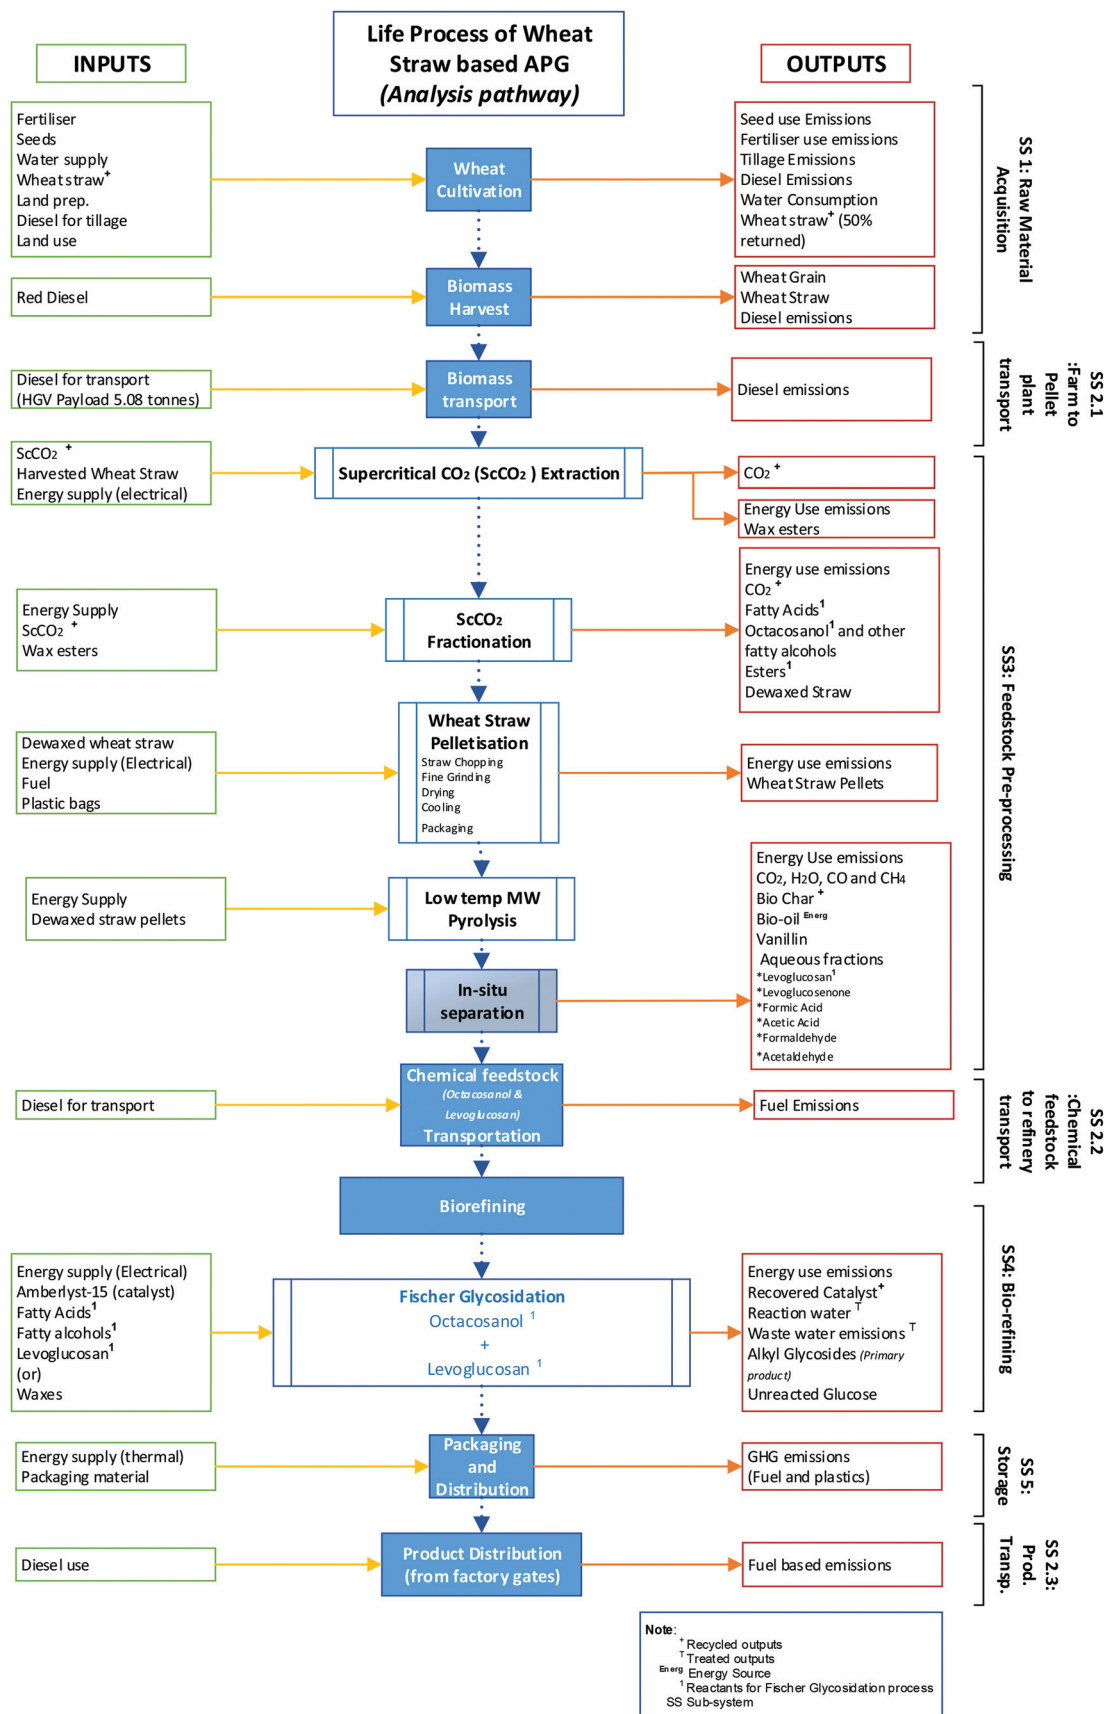 Life Process of Wheat
Straw based APG
(Analysis pathway)
INPUTS
OUTPUTS
Fertiliser
Seeds
Water supply
Wheat straw⁺
Land prep.
Diesel for tillage
Land use
Wheat
Cultivation
Seed use Emissions
Fertiliser use emissions
Tillage Emissions
Diesel Emissions
Water Consumption
Wheat straw⁺ (50%
returned)
SS 1: Raw Material
Acquisition
Red Diesel
Biomass
Harvest
Wheat Grain
Wheat Straw
Diesel emissions
Diesel for transport
(HGV Payload 5.08 tonnes)
Biomass
transport
Diesel emissions
SS 2.1
:Farm to
Pellet
plant
transport
ScCO₂ ⁺
Harvested Wheat Straw
Energy supply (electrical)
Supercritical CO₂ (ScCO₂ ) Extraction
CO₂ ⁺
Energy Use emissions
Wax esters
Energy Supply
ScCO₂ ⁺
Wax esters
ScCO₂
Fractionation
Energy use emissions
CO₂ ⁺
Fatty Acids¹
Octacosanol¹ and other
fatty alcohols
Esters¹
Dewaxed Straw
SS3: Feedstock Pre-processing
Dewaxed wheat straw
Energy supply (Electrical)
Fuel
Plastic bags
Wheat Straw
Pelletisation
Straw Chopping
Fine Grinding
Drying
Cooling
Packaging
Energy use emissions
Wheat Straw Pellets
Energy Supply
Dewaxed straw pellets
Low temp MW
Pyrolysis
In-situ
separation
Energy Use emissions
CO₂, H₂O, CO and CH₄
Bio Char ⁺
Bio-oil ᴱⁿᵉʳᵍ
Vanillin
Aqueous fractions
*Levoglucosan¹
*Levoglucosenone
*Formic Acid
*Acetic Acid
*Formaldehyde
*Acetaldehyde
Diesel for transport
Chemical feedstock
(Octacosanol &
Levoglucosan)
Transportation
Fuel Emissions
SS 2.2
:Chemical
feedstock
to refinery
transport
Biorefining
Energy supply (Electrical)
Amberlyst-15 (catalyst)
Fatty Acids¹
Fatty alcohols¹
Levoglucosan¹
(or)
Waxes
Fischer Glycosidation
Octacosanol ¹
+
Levoglucosan ¹
Energy use emissions
Recovered Catalyst⁺
Reaction water ᵀ
Waste water emissions ᵀ
Alkyl Glycosides (Primary
product)
Unreacted Glucose
SS4: Bio-refining
Energy supply (thermal)
Packaging material
Packaging
and
Distribution
GHG emissions
(Fuel and plastics)
SS 5:
Storage
Diesel use
Product Distribution
(from factory gates)
Fuel based emissions
SS 2.3:
Prod.
Transp.
Note:
⁺ Recycled outputs
ᵀ Treated outputs
ᴱⁿᵉʳᵍ Energy Source
¹ Reactants for Fischer Glycosidation process
SS Sub-system